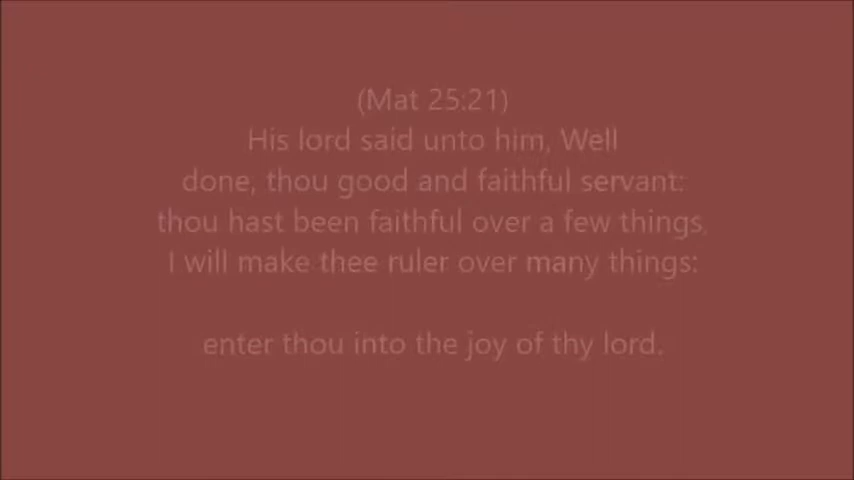 (Mat 25:21)
His lord said unto him, Well
done, thou good and faithful servant:
thou hast been faithful over a few things,
I will make thee ruler over many things:
enter thou into the joy of thy lord.